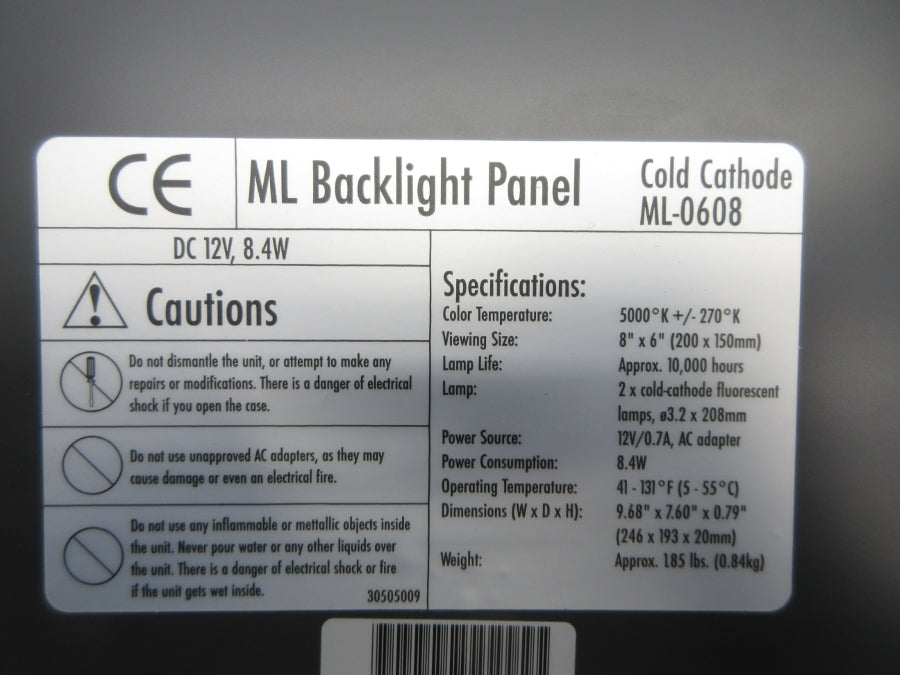 CE
ML Backlight Panel
Cold Cathode
ML-0608
DC 12V, 8.4W
! Cautions
Do not dismantle the unit, or attempt to make any
repairs or modifications. There is a danger of electrical
shock if you open the case.
Do not use unapproved AC adapters, as they may
cause damage or even an electrical fire.
Do not use any inflammable or mettallic objects inside
the unit. Never pour water or any other liquids over
the unit. There is a danger of electrical shock or fire
if the unit gets wet inside.
30505009
Specifications:
Color Temperature: 5000°K +/- 270°K
Viewing Size: 8" x 6" (200 x 150mm)
Lamp Life: Approx. 10,000 hours
Lamp: 2 x cold-cathode fluorescent
lamps, ø3.2 x 208mm
Power Source: 12V/0.7A, AC adapter
Power Consumption: 8.4W
Operating Temperature: 41 - 131°F (5 - 55°C)
Dimensions (W x D x H): 9.68" x 7.60" x 0.79"
(246 x 193 x 20mm)
Weight: Approx. 1.85 lbs. (0.84kg)